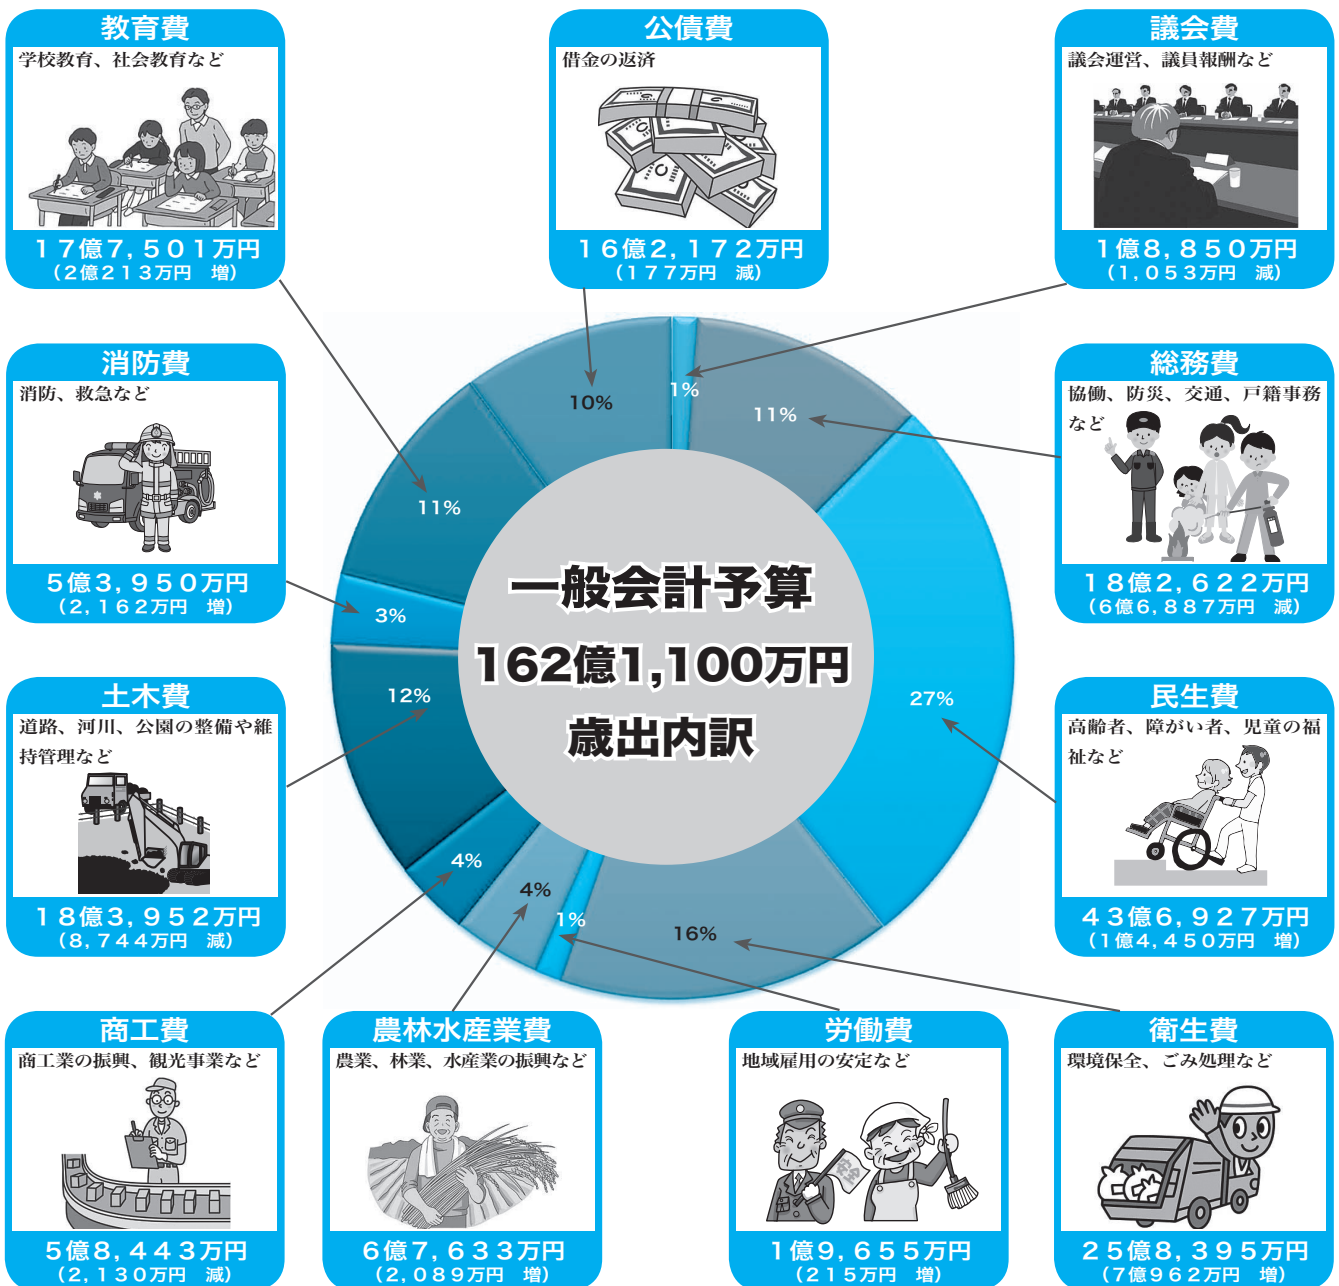 教育費
学校教育、社会教育など
１７億７，５０１万円
（２億２１３万円　増）
公債費
借金の返済
１６億２，１７２万円
（１７７万円　減）
議会費
議会運営、議員報酬など
１億８，８５０万円
（１，０５３万円　減）
消防費
消防、救急など
５億３，９５０万円
（２，１６２万円　増）
総務費
協働、防災、交通、戸籍事務
など
１８億２，６２２万円
（６億６，８８７万円　減）
土木費
道路、河川、公園の整備や維
持管理など
１８億３，９５２万円
（８，７４４万円　減）
民生費
高齢者、障がい者、児童の福
祉など
４３億６，９２７万円
（１億４，４５０万円　増）
一般会計予算
162億1,100万円
歳出内訳
1%
11%
27%
16%
1%
4%
4%
12%
3%
11%
10%
商工費
商工業の振興、観光事業など
５億８，４４３万円
（２，１３０万円　減）
農林水産業費
農業、林業、水産業の振興など
６億７，６３３万円
（２，０８９万円　増）
労働費
地域雇用の安定など
安全
１億９，６５５万円
（２１５万円　増）
衛生費
環境保全、ごみ処理など
２５億８，３９５万円
（７億９６２万円　増）